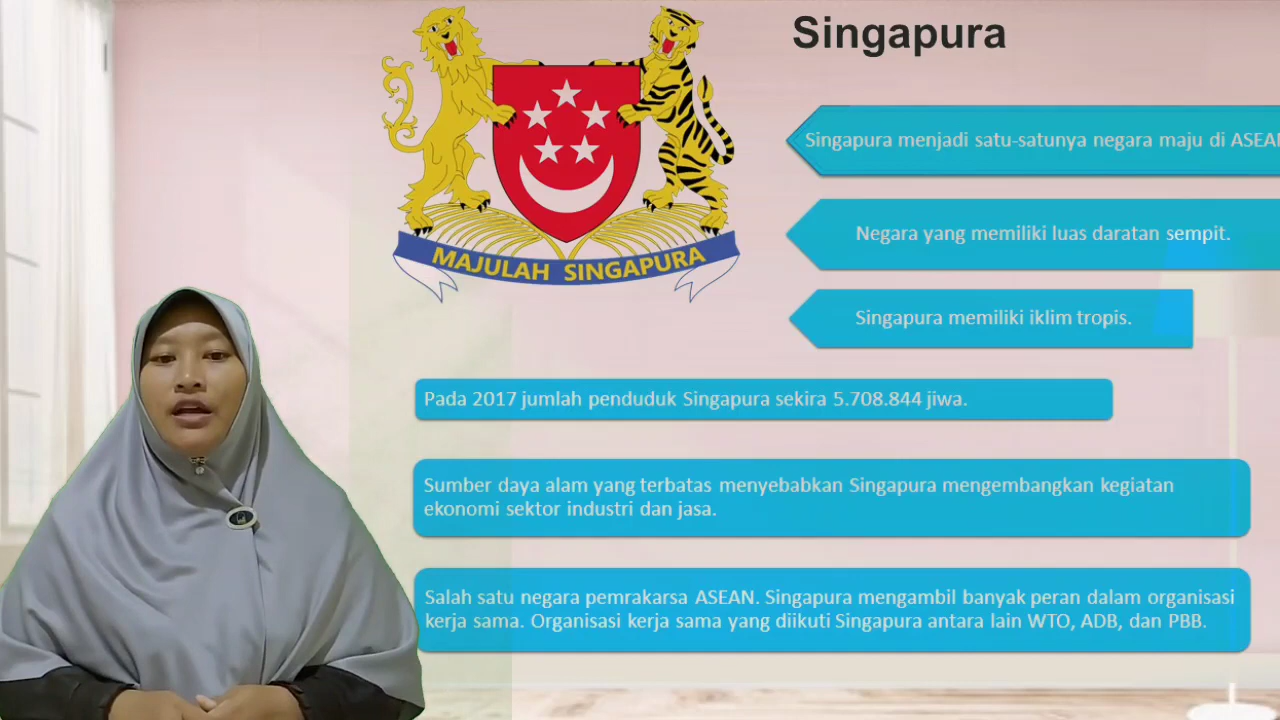 Singapura
MAJULAH SINGAPURA
Singapura menjadi satu-satunya negara maju di ASEAN
Negara yang memiliki luas daratan sempit.
Singapura memiliki iklim tropis.
Pada 2017 jumlah penduduk Singapura sekira 5.708.844 jiwa.
Sumber daya alam yang terbatas menyebabkan Singapura mengembangkan kegiatan
ekonomi sektor industri dan jasa.
Salah satu negara pemrakarsa ASEAN. Singapura mengambil banyak peran dalam organisasi
kerja sama. Organisasi kerja sama yang diikuti Singapura antara lain WTO, ADB, dan PBB.